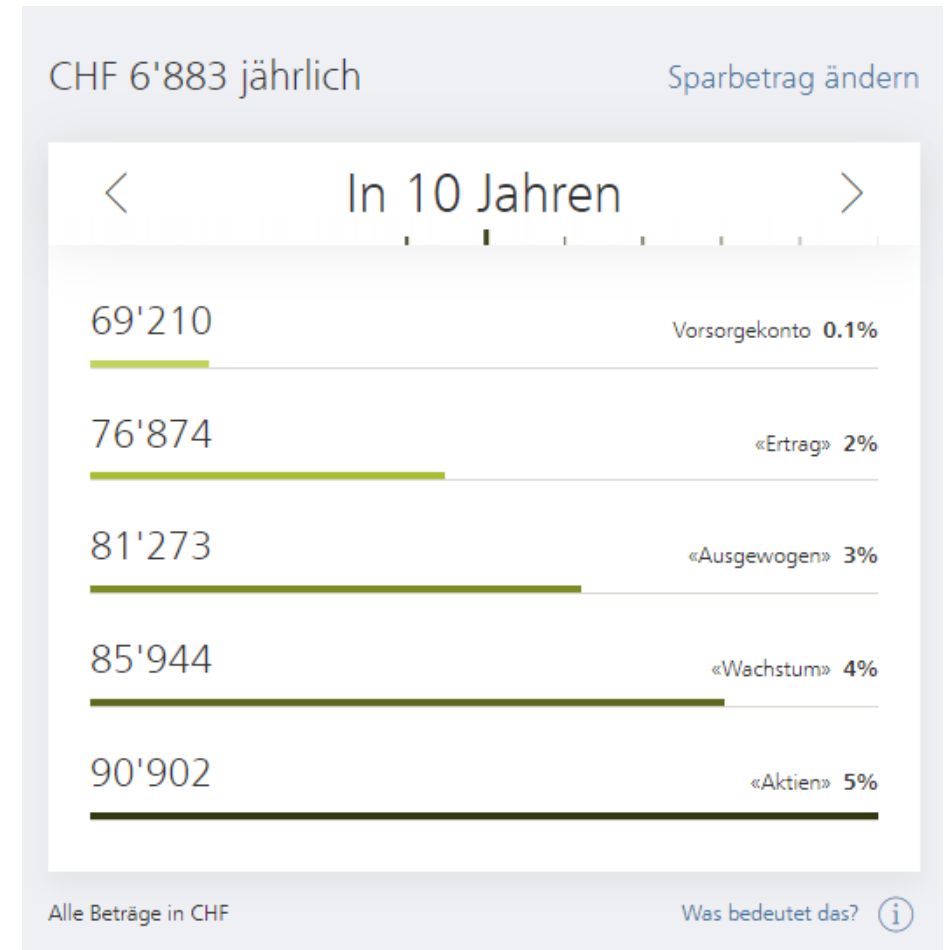 CHF 6'883 jährlich
Sparbetrag ändern
In 10 Jahren
69'210
Vorsorgekonto 0.1%
76'874
«Ertrag» 2%
81'273
«Ausgewogen» 3%
85'944
«Wachstum» 4%
90'902
«Aktien» 5%
Alle Beträge in CHF
Was bedeutet das? i